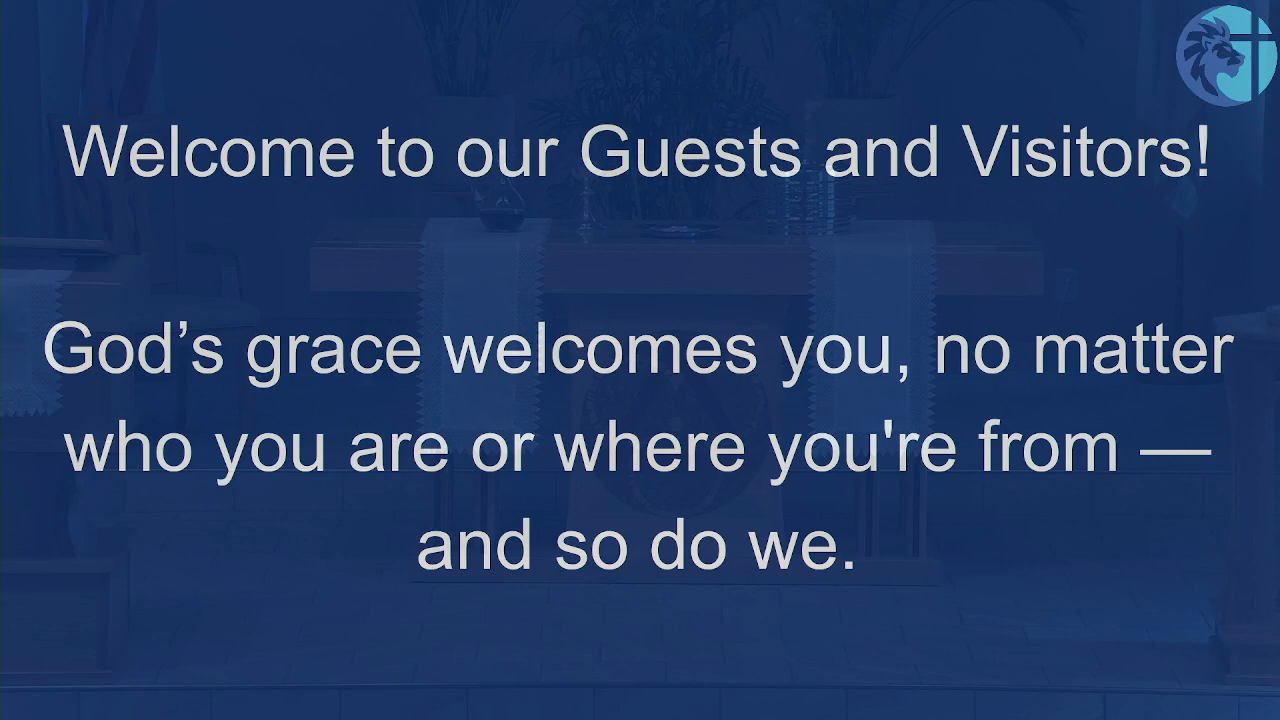 Welcome to our Guests and Visitors!
God’s grace welcomes you, no matter
who you are or where you're from —
and so do we.